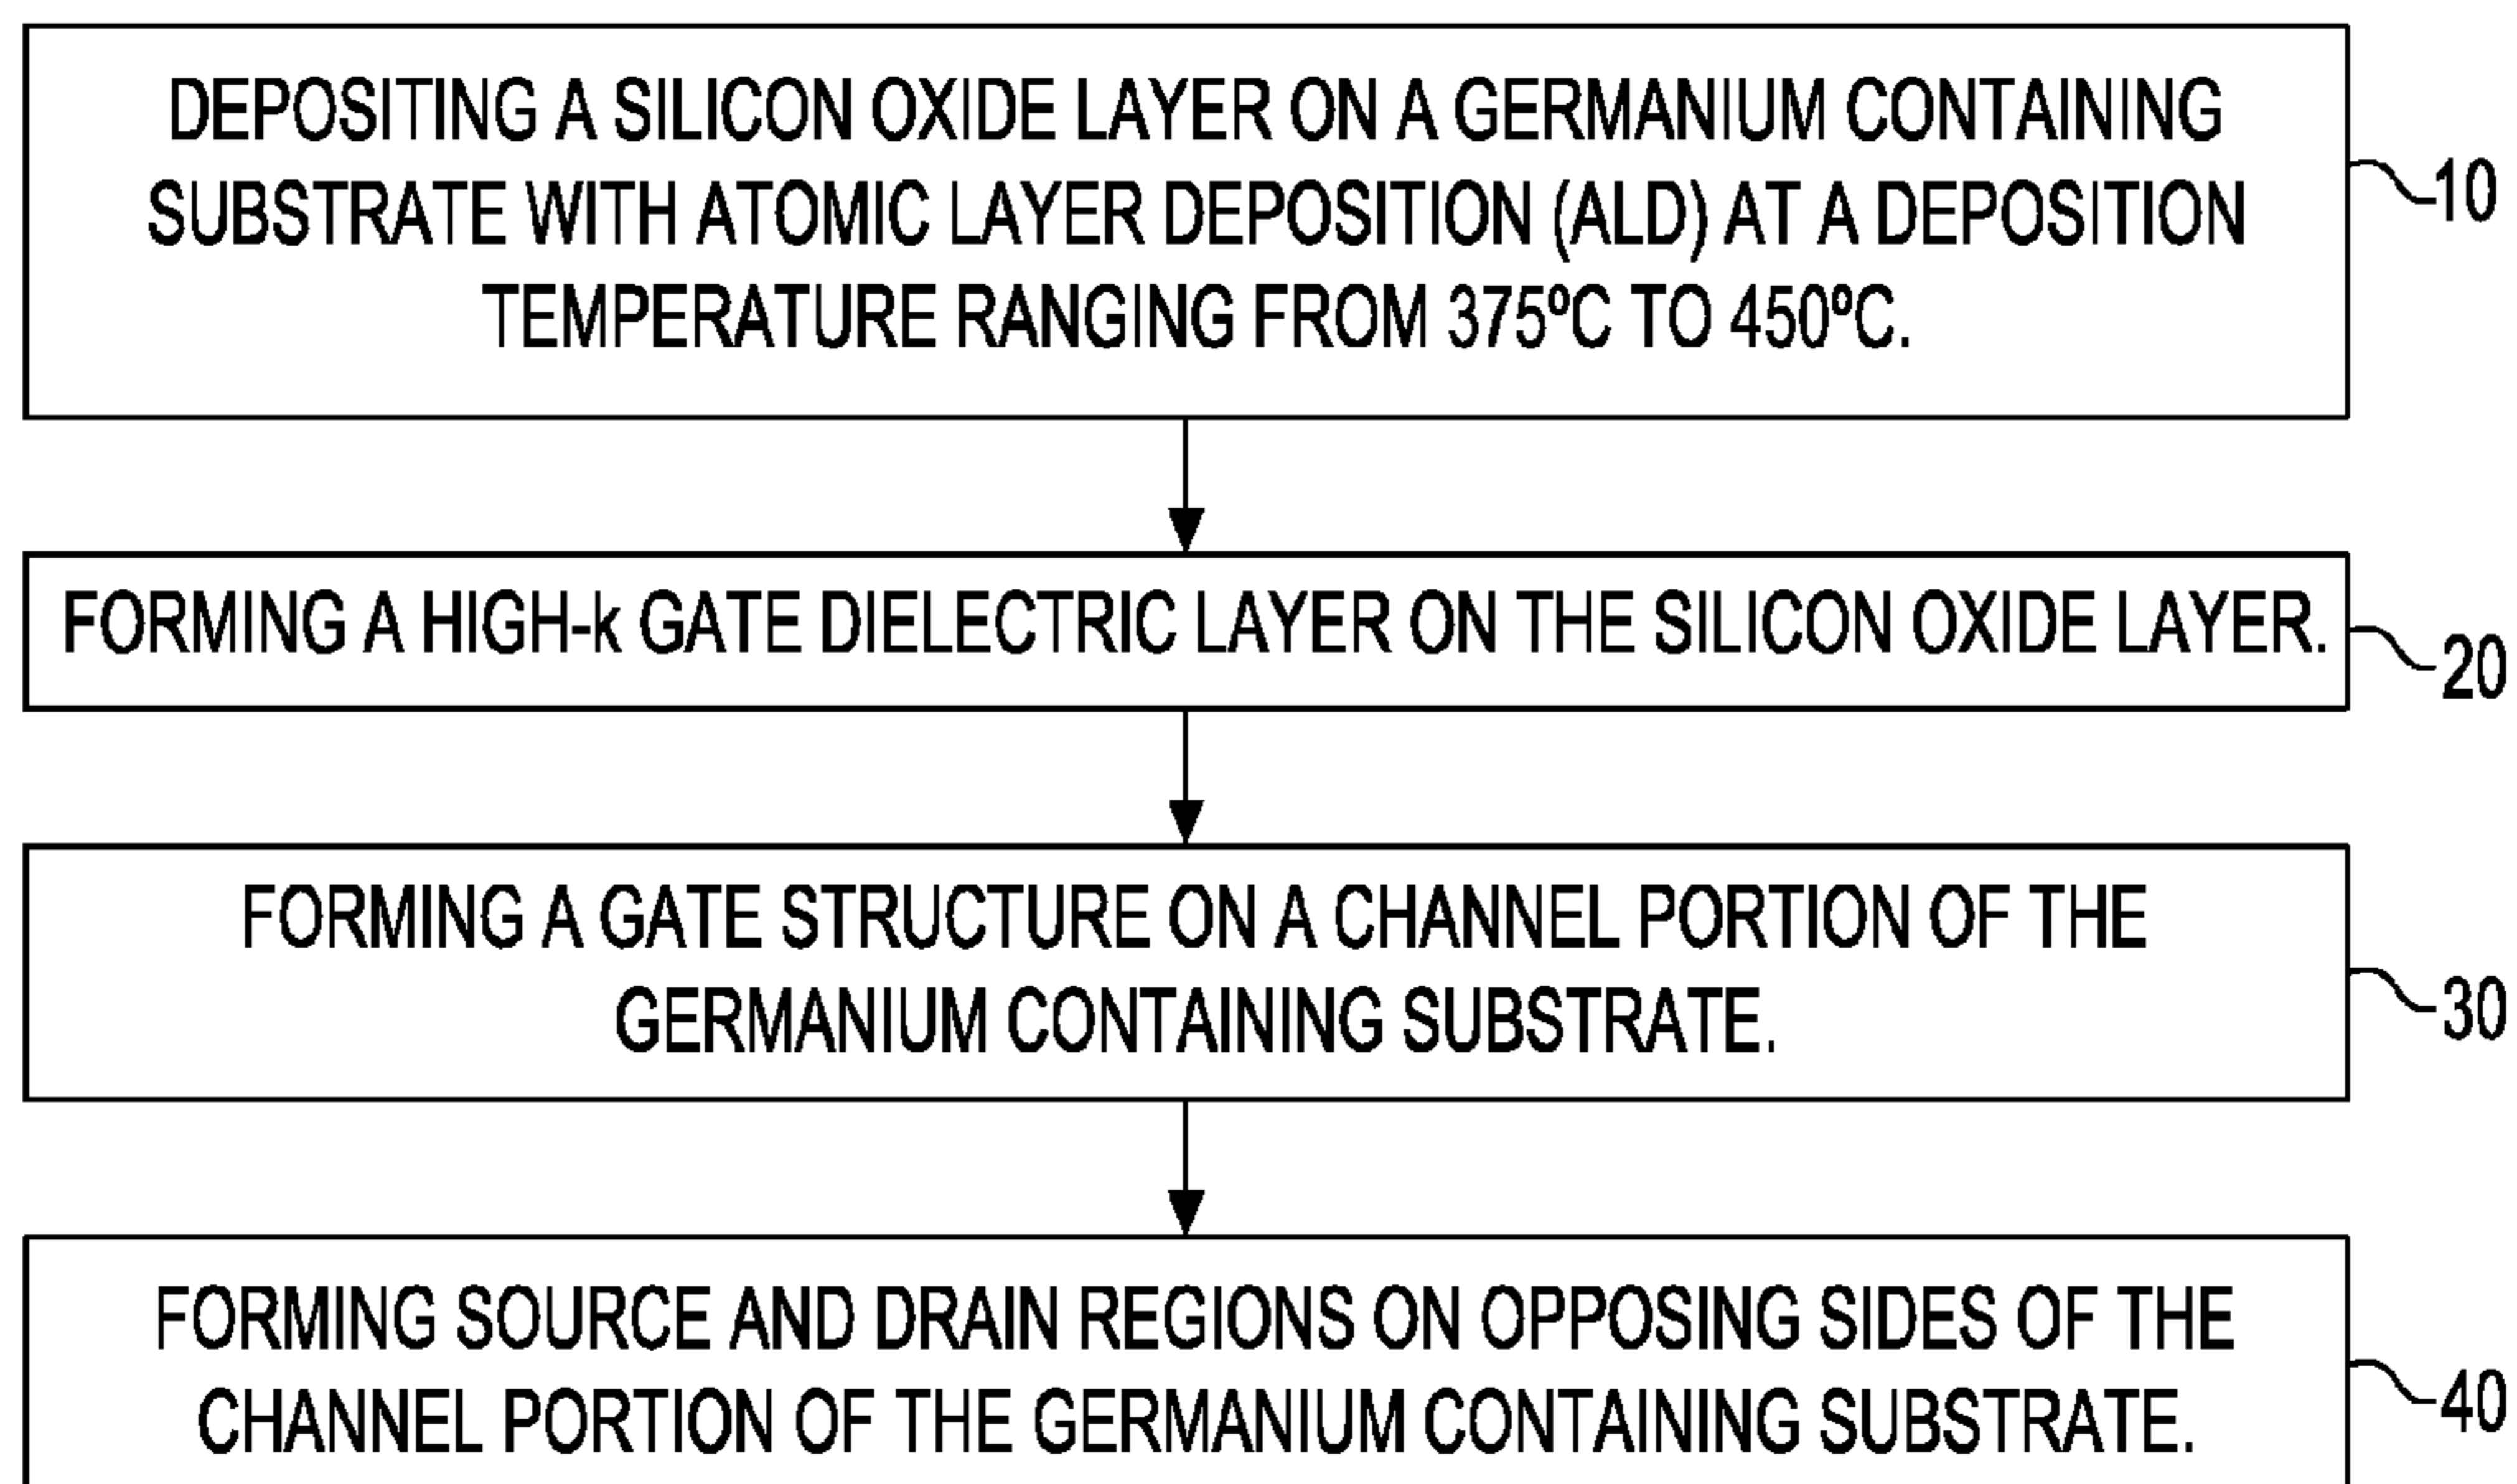 DEPOSITING A SILICON OXIDE LAYER ON A GERMANIUM CONTAINING
SUBSTRATE WITH ATOMIC LAYER DEPOSITION (ALD) AT A DEPOSITION
TEMPERATURE RANGING FROM 375ºC TO 450ºC.
10
FORMING A HIGH-k GATE DIELECTRIC LAYER ON THE SILICON OXIDE LAYER.
20
FORMING A GATE STRUCTURE ON A CHANNEL PORTION OF THE
GERMANIUM CONTAINING SUBSTRATE.
30
FORMING SOURCE AND DRAIN REGIONS ON OPPOSING SIDES OF THE
CHANNEL PORTION OF THE GERMANIUM CONTAINING SUBSTRATE.
40